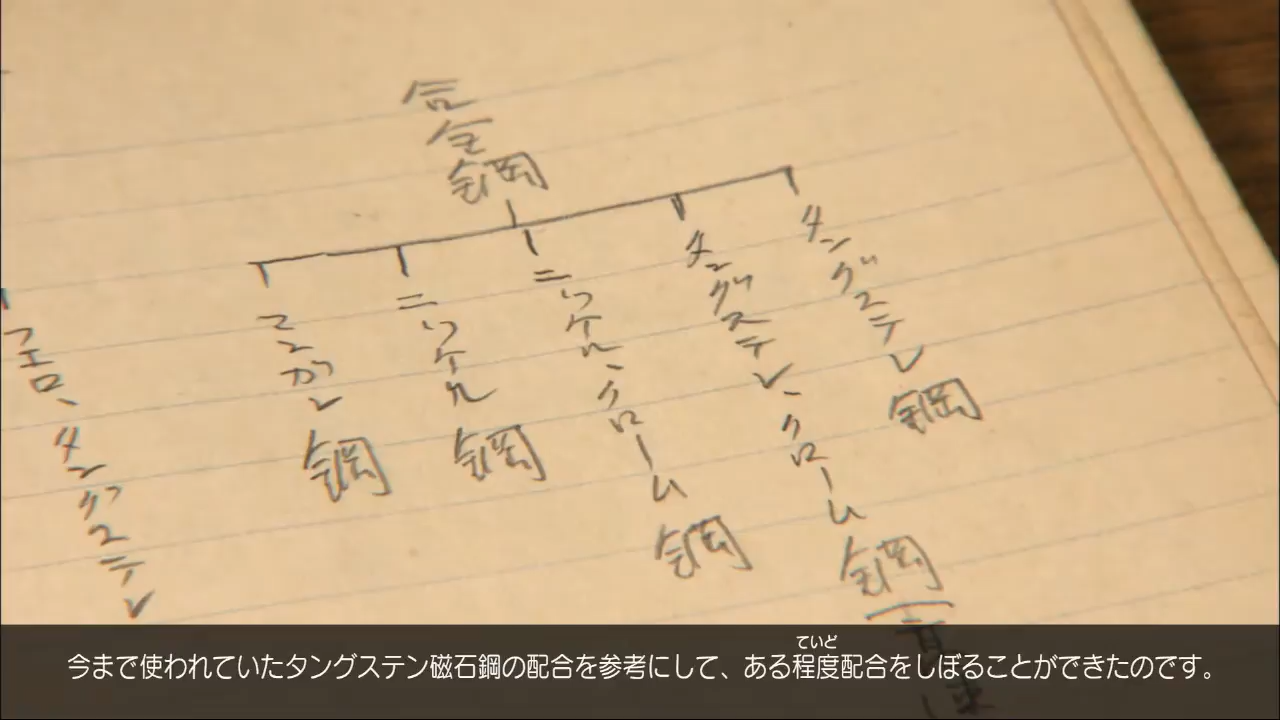 合金鋼
タングステン鋼
タングステン、クローム鋼
ニッケル、クローム鋼
ニッケル鋼
マンガン鋼
フェロ、タングステン
ていど
今まで使われていたタングステン磁石鋼の配合を参考にして、ある程度配合をしぼることができたのです。